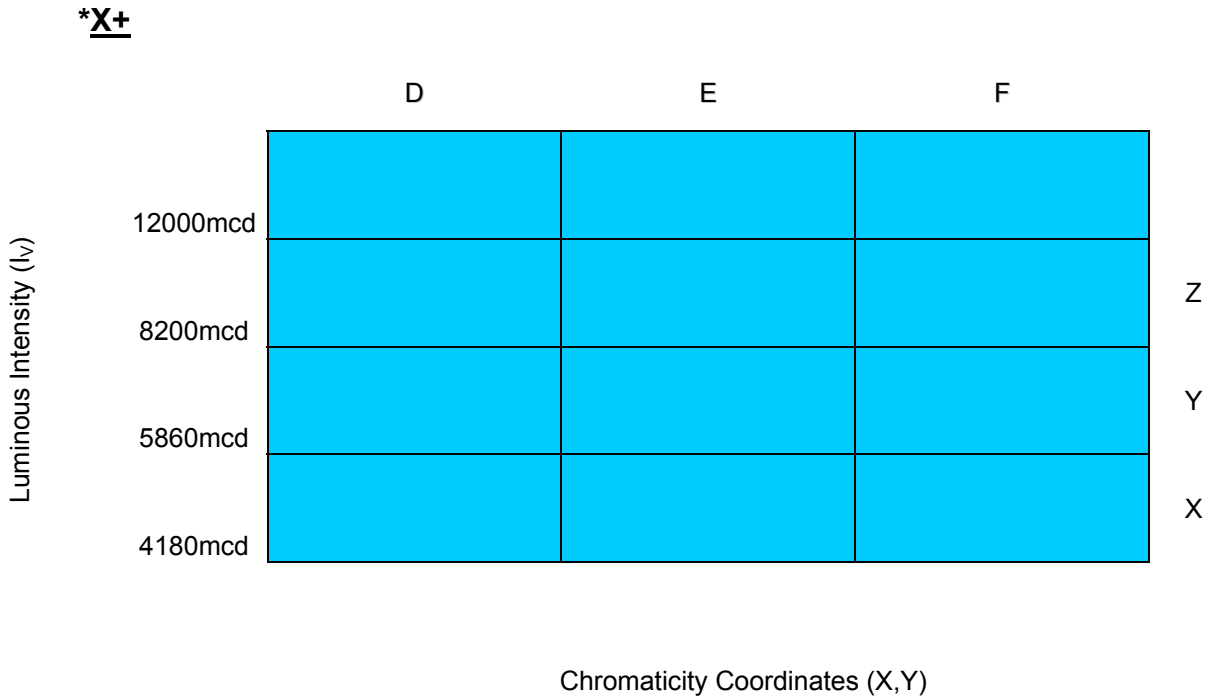 *X+
D E F
12000mcd
Z
8200mcd
Y
5860mcd
X
4180mcd
Luminous Intensity (IV)
Chromaticity Coordinates (X,Y)